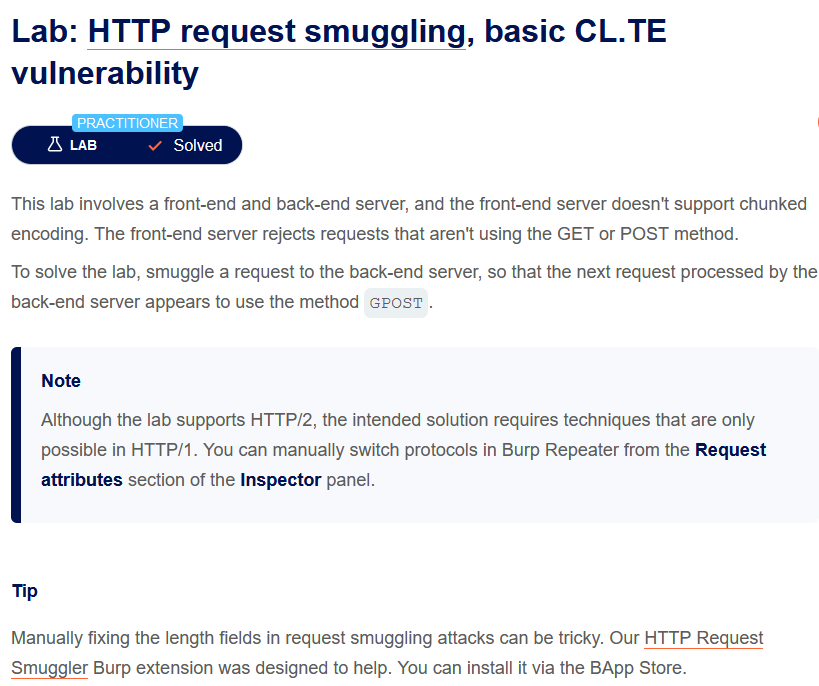 Lab: HTTP request smuggling, basic CL.TE
vulnerability
PRACTITIONER
LAB
Solved
This lab involves a front-end and back-end server, and the front-end server doesn't support chunked
encoding. The front-end server rejects requests that aren't using the GET or POST method.
To solve the lab, smuggle a request to the back-end server, so that the next request processed by the
back-end server appears to use the method GPOST.
Note
Although the lab supports HTTP/2, the intended solution requires techniques that are only
possible in HTTP/1. You can manually switch protocols in Burp Repeater from the Request
attributes section of the Inspector panel.
Tip
Manually fixing the length fields in request smuggling attacks can be tricky. Our HTTP Request
Smuggler Burp extension was designed to help. You can install it via the BApp Store.